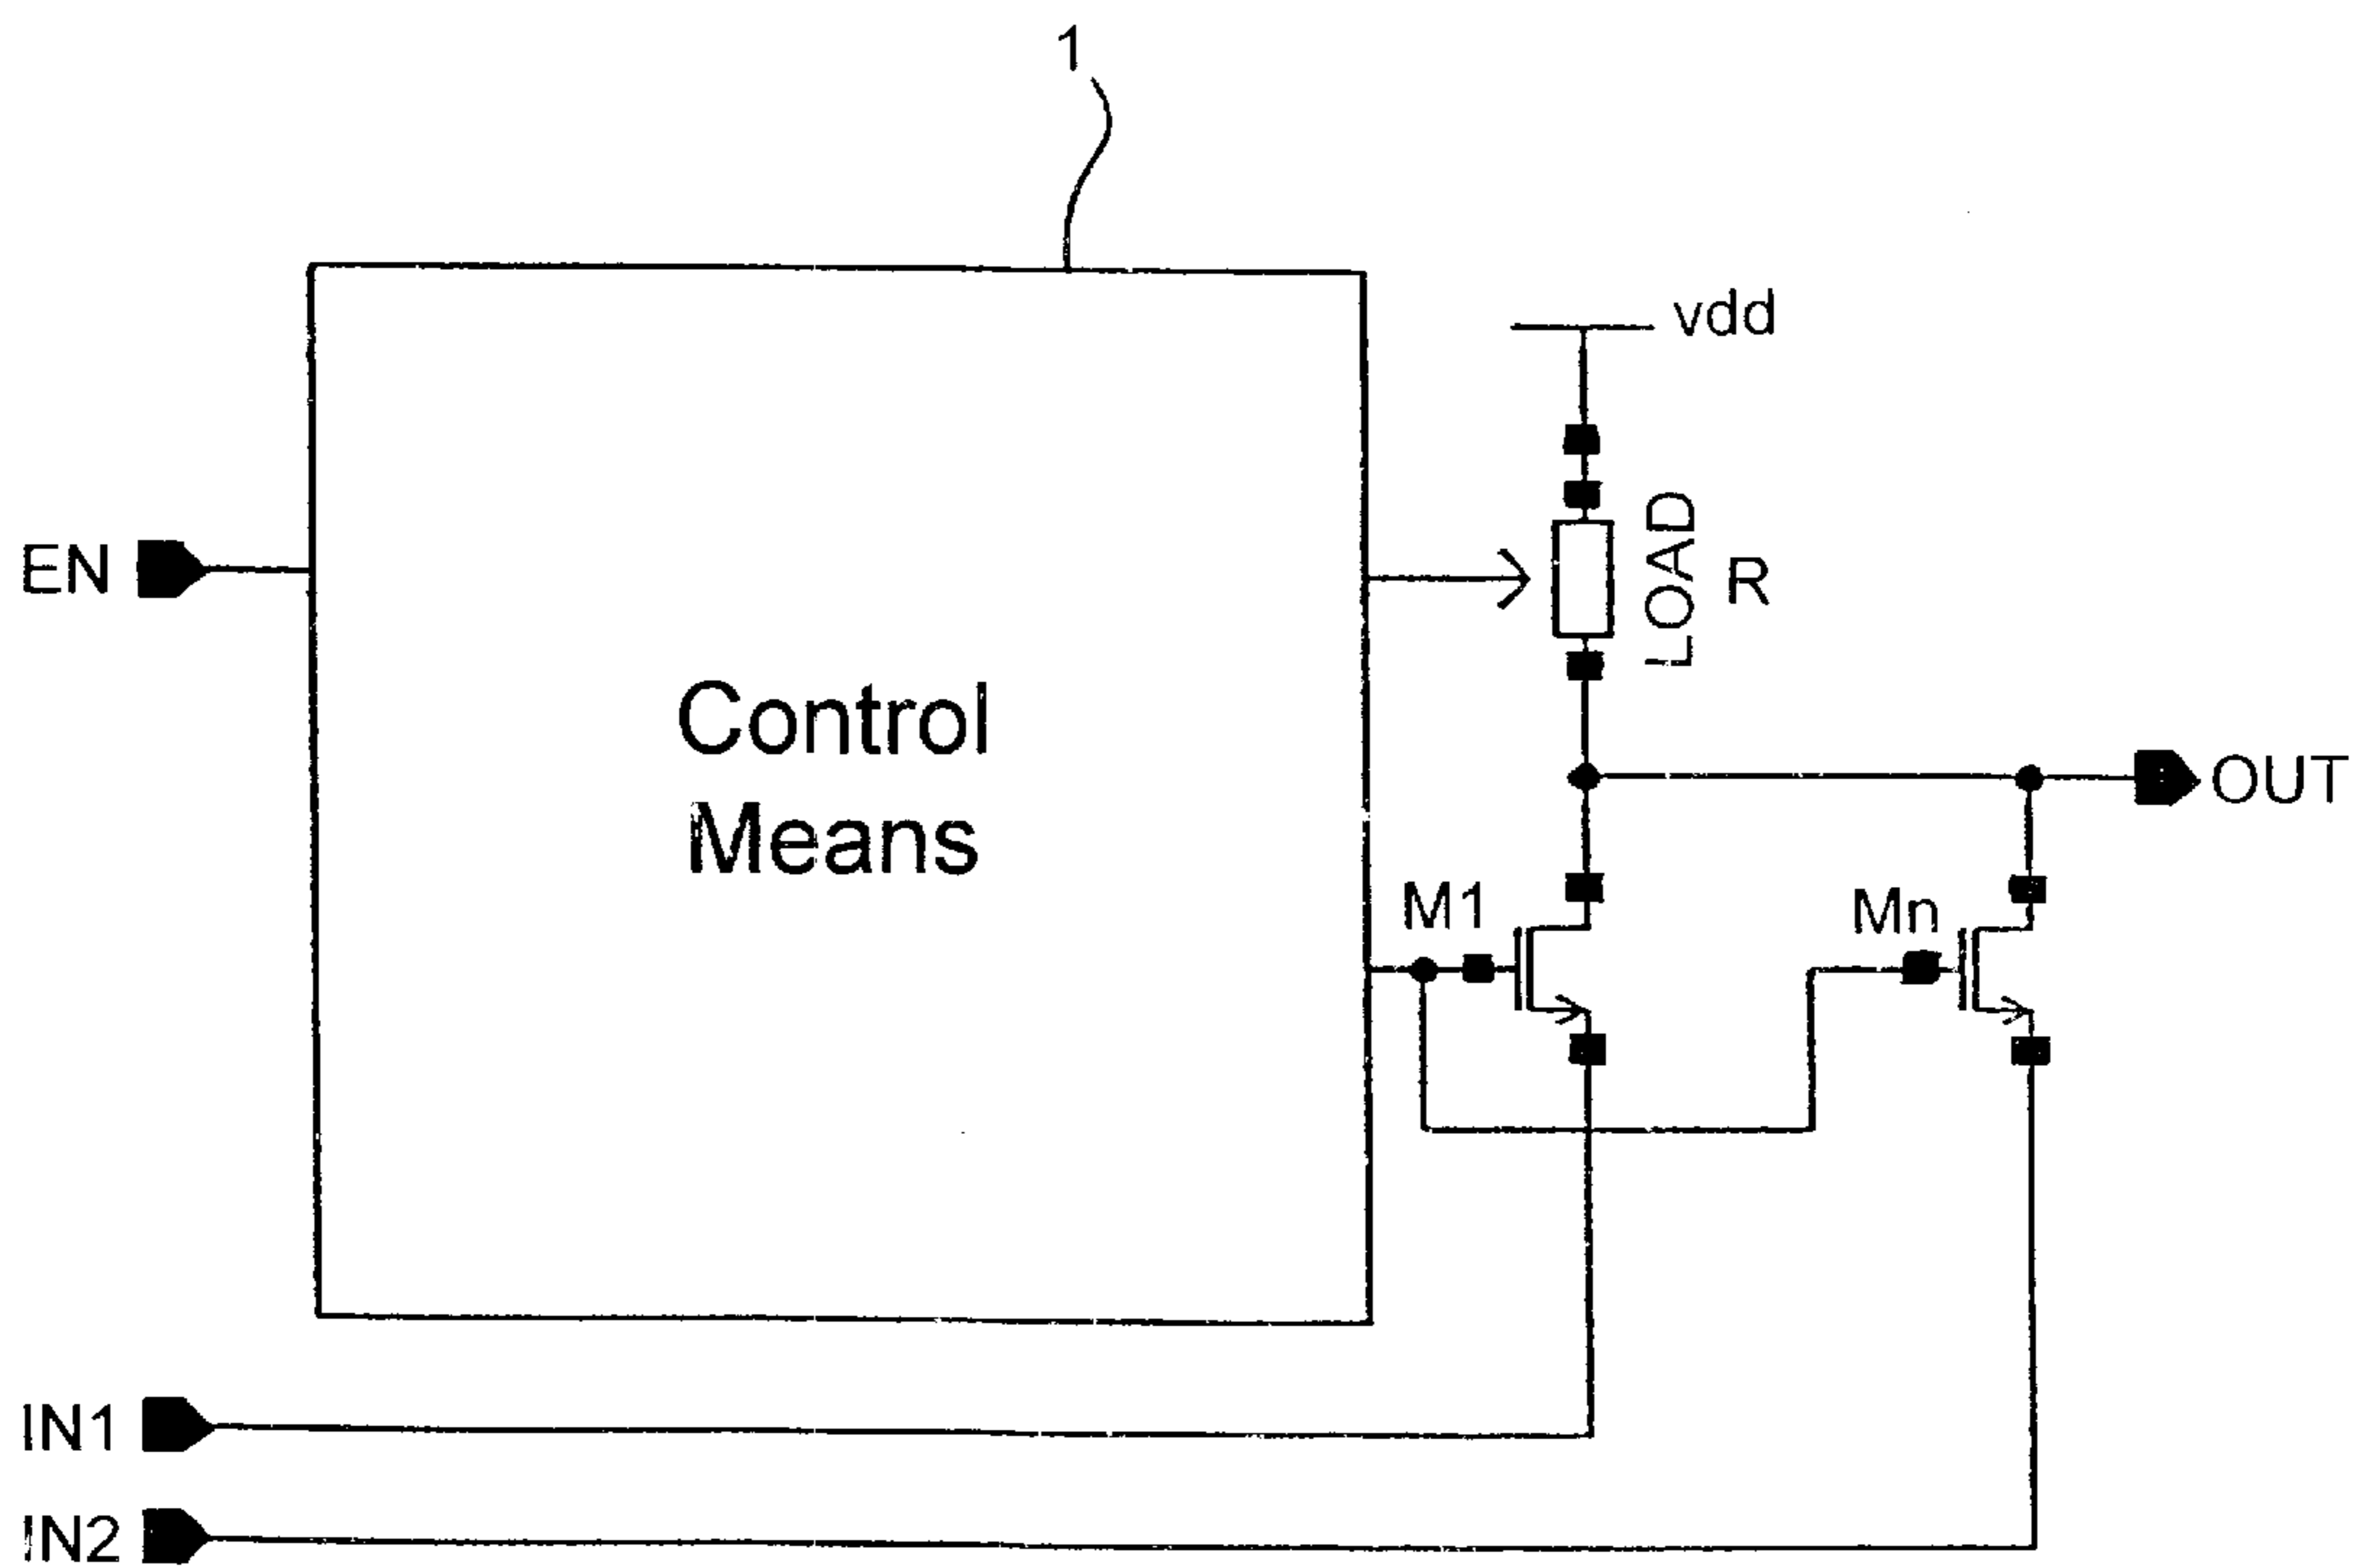 1
vdd
EN
LOAD
R
Control
Means
OUT
M1
Mn
IN1
IN2